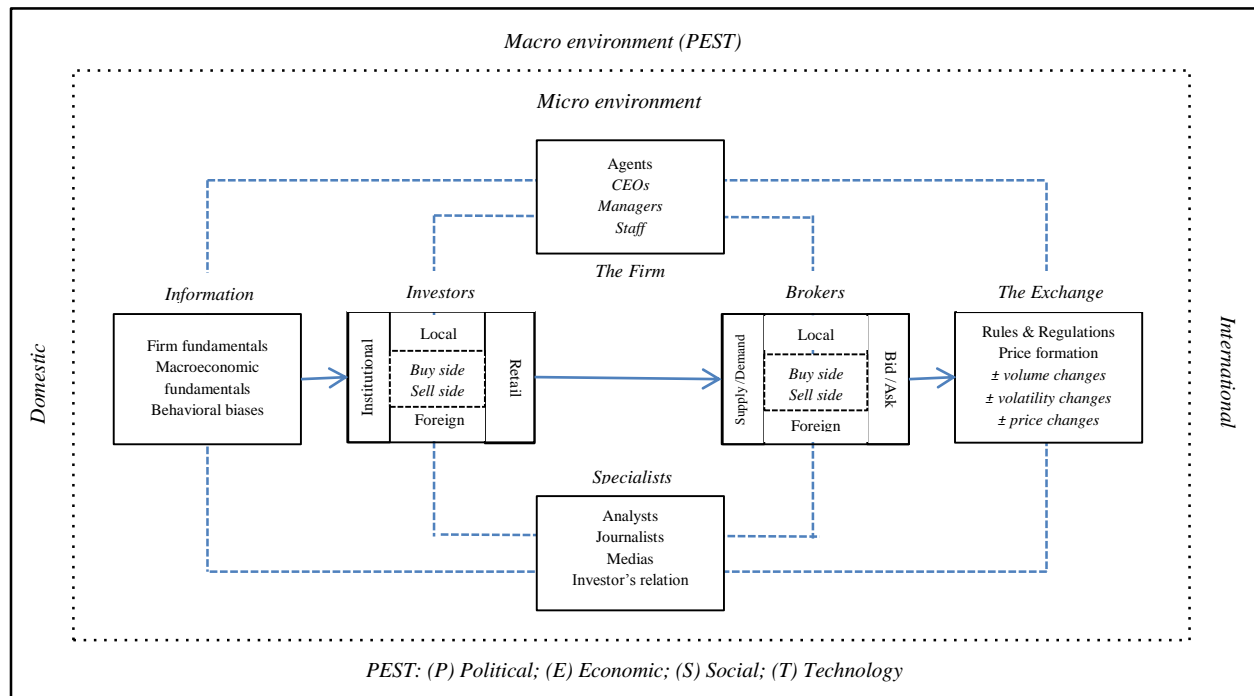 Macro environment (PEST)
Micro environment
Agents
CEOs
Managers
Staff
The Firm
Information
Investors
Brokers
The Exchange
Domestic
Firm fundamentals
Macroeconomic
fundamentals
Behavioral biases
Institutional
Local
Buy side
Sell side
Foreign
Retail
Supply/Demand
Local
Buy side
Sell side
Foreign
Bid /Ask
Rules & Regulations
Price formation
± volume changes
± volatility changes
± price changes
International
Specialists
Analysts
Journalists
Medias
Investor’s relation
PEST: (P) Political; (E) Economic; (S) Social; (T) Technology